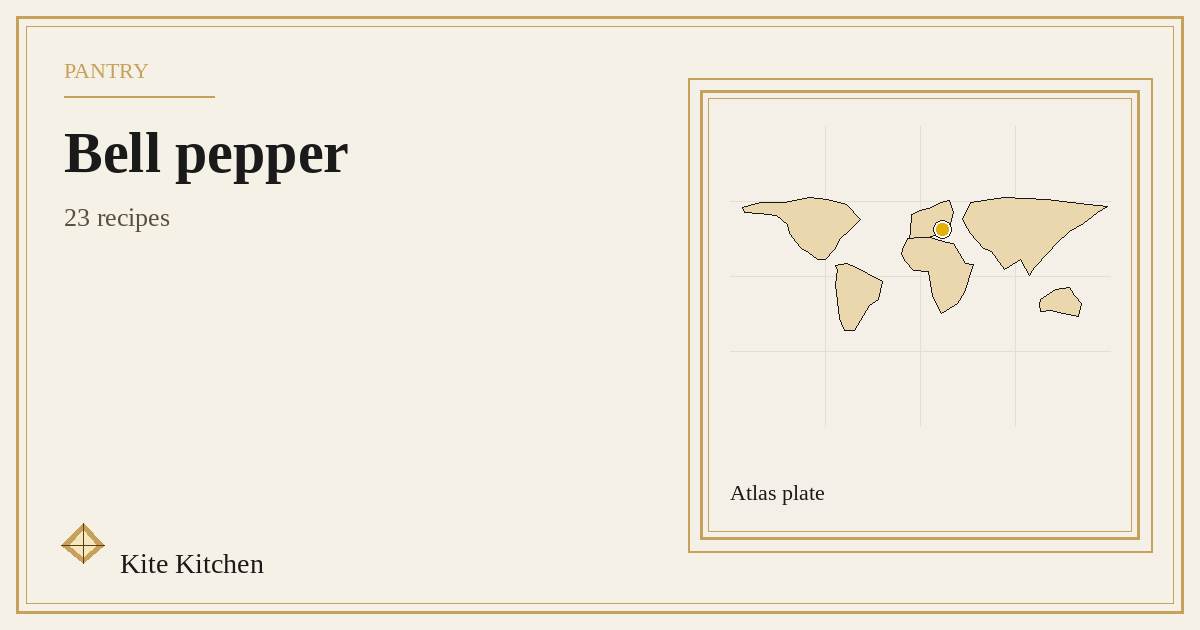 PANTRY
Bell pepper
23 recipes
Atlas plate
Kite Kitchen